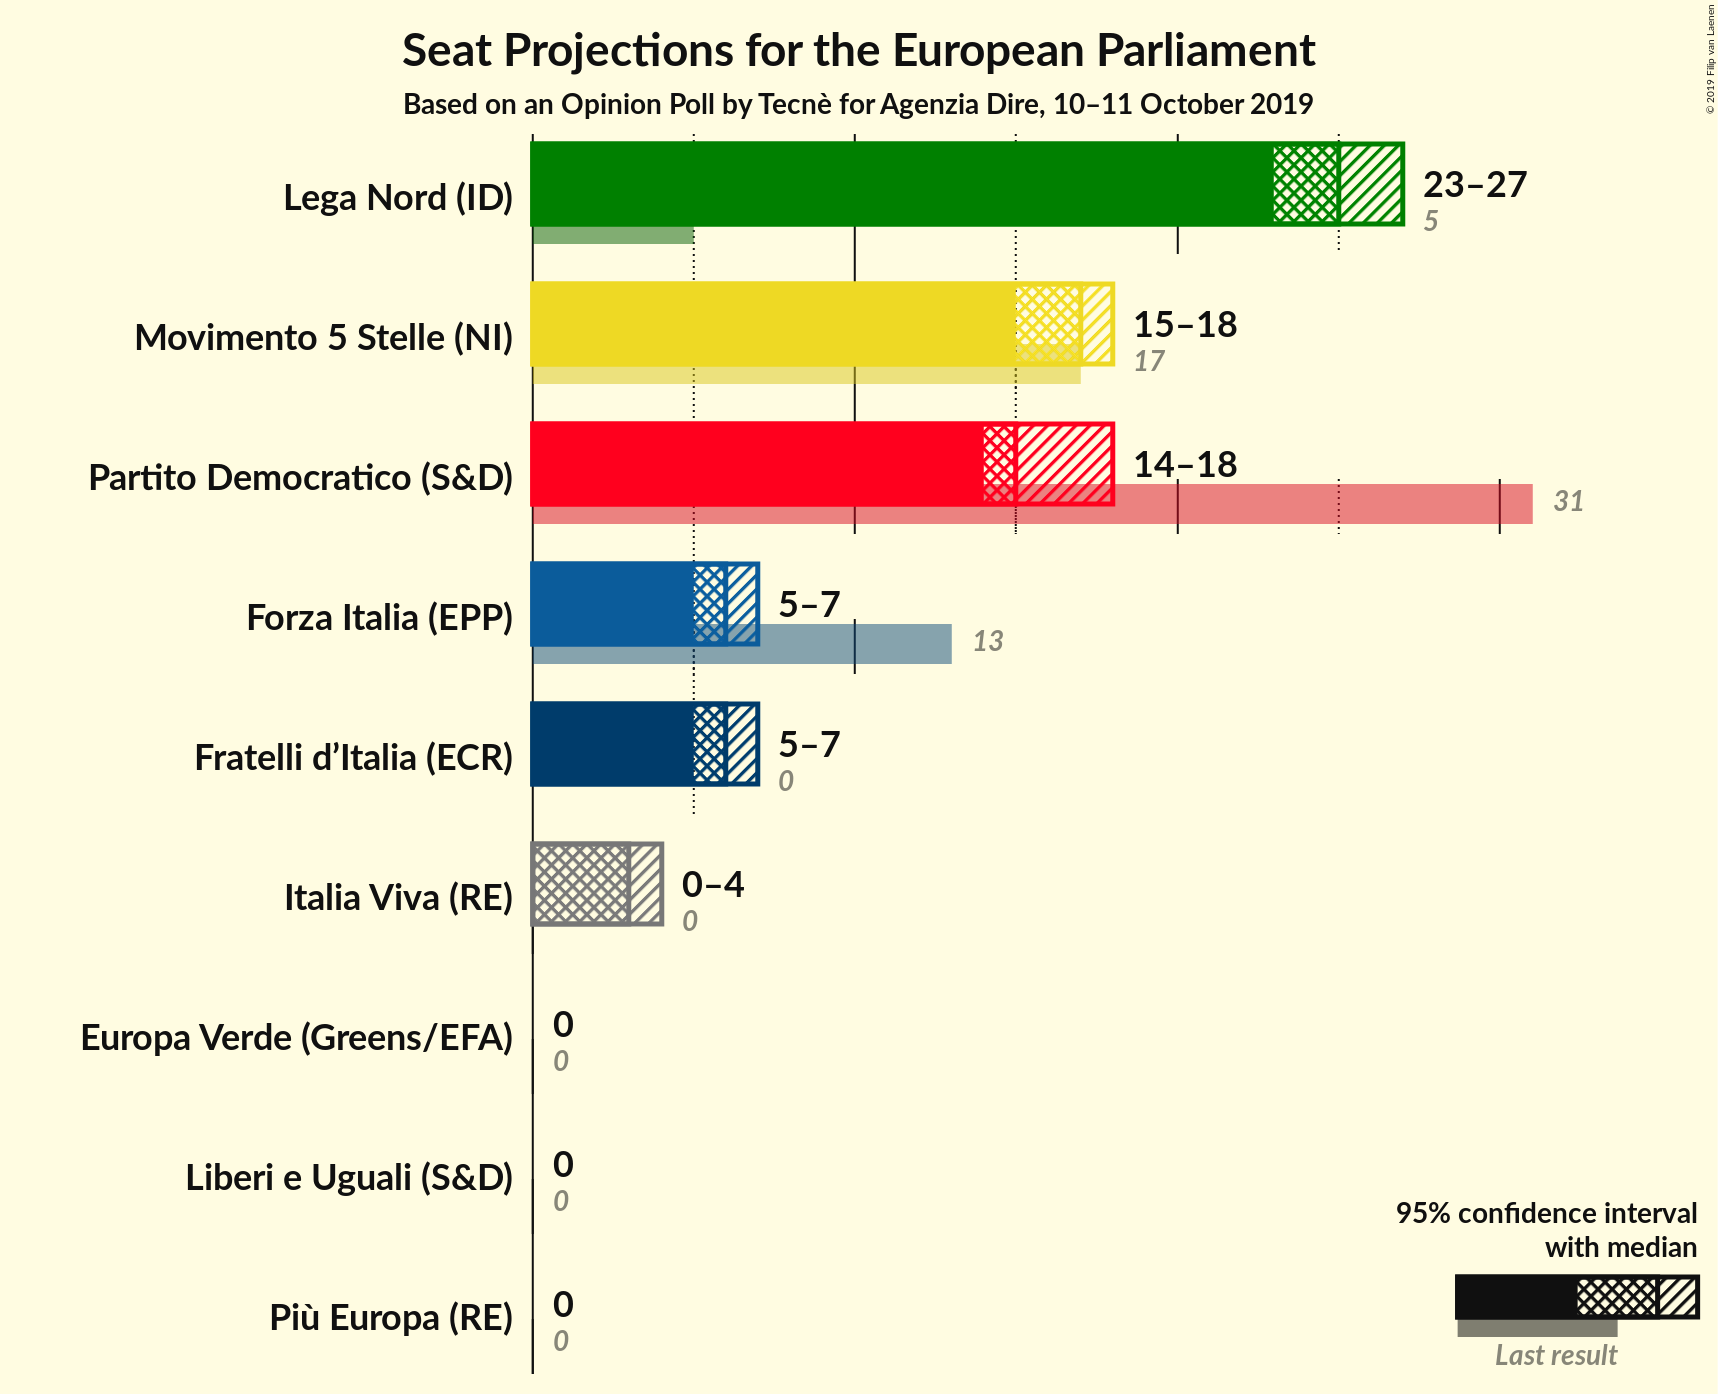 Seat Projections for the European Parliament
Based on an Opinion Poll by Tecnè for Agenzia Dire, 10–11 October 2019
© 2019 Filip van Laenen
Lega Nord (ID)
23–27
5
Movimento 5 Stelle (NI)
15–18
17
Partito Democratico (S&D)
14–18
31
Forza Italia (EPP)
5–7
13
Fratelli d’Italia (ECR)
5–7
0
Italia Viva (RE)
0–4
0
Europa Verde (Greens/EFA)
0
0
Liberi e Uguali (S&D)
0
0
Più Europa (RE)
0
0
95% confidence interval
with median
Last result